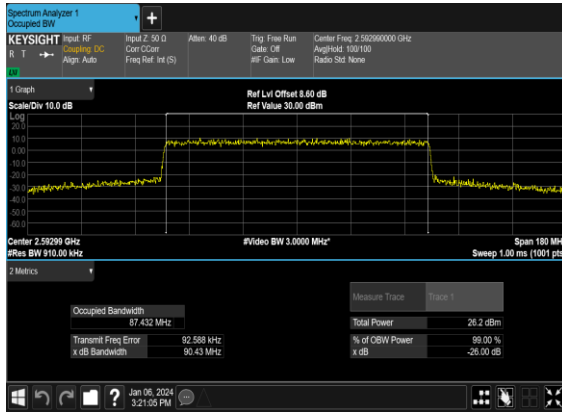 Spectrum Analyzer 1
Occupied BW
+
KEYSIGHT
R T
LW
Input: RF
Coupling: DC
Align: Auto
Input Z: 50 Ω
Corr CCorr
Freq Ref: Int (S)
Atten: 40 dB
Trig: Free Run
Gate: Off
#IF Gain: Low
Center Freq: 2.592990000 GHz
Avg|Hold: 100/100
Radio Std: None
1 Graph
Scale/Div 10.0 dB
Ref Lvl Offset 8.60 dB
Ref Value 30.00 dBm
Log
20.0
10.0
0.00
-10.0
-20.0
-30.0
-40.0
-50.0
-60.0
Center 2.59299 GHz
#Video BW 3.0000 MHz*
Span 180 MH
#Res BW 910.00 kHz
Sweep 1.00 ms (1001 pts
2 Metrics
Measure Trace
Trace 1
Occupied Bandwidth
87.432 MHz
Total Power
26.2 dBm
Transmit Freq Error
92.588 kHz
% of OBW Power
99.00 %
x dB Bandwidth
90.43 MHz
x dB
-26.00 dB
?
Jan 06, 2024
3:21:05 PM